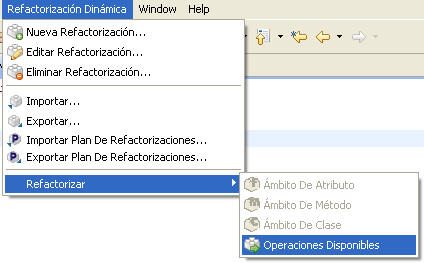 Refactorización Dinámica Window Help
Nueva Refactorización...
Editar Refactorización...
Eliminar Refactorización...
Importar...
Exportar...
Importar Plan De Refactorizaciones...
Exportar Plan De Refactorizaciones...
Refactorizar
Ámbito De Atributo
Ámbito De Método
Ámbito De Clase
Operaciones Disponibles